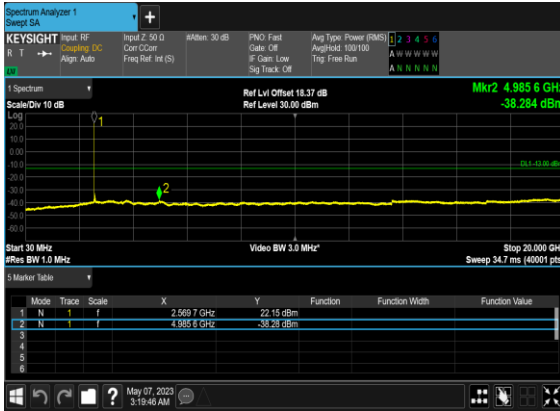 Spectrum Analyzer 1
Swept SA
+
KEYSIGHT Input: RF Input Z: 50 Ω #Atten: 30 dB PNO: Fast Avg Type: Power (RMS) 1 2 3 4 5 6
R T Coupling: DC Corr CCorr Gate: Off Avg|Hold: 100/100 A W W W W W
Align: Auto Freq Ref: Int (S) IF Gain: Low Trig: Free Run
LXI Sig Track: Off A N N N N N
1 Spectrum Ref Lvl Offset 18.37 dB Mkr2 4.985 6 GHz
Scale/Div 10 dB Ref Level 30.00 dBm -38.284 dBm
Log
1
20.0
10.0
0.00
-10.0
DL1 -13.00 dBm
-20.0
-30.0
2
-40.0
-50.0
-60.0
Start 30 MHz Video BW 3.0 MHz* Stop 20.000 GHz
#Res BW 1.0 MHz Sweep 34.7 ms (40001 pts)
5 Marker Table
Mode Trace Scale X Y Function Function Width Function Value
1 N 1 f 2.569 7 GHz 22.15 dBm
2 N 1 f 4.985 6 GHz -38.28 dBm
3
4
5
6
? May 07, 2023
3:19:46 AM